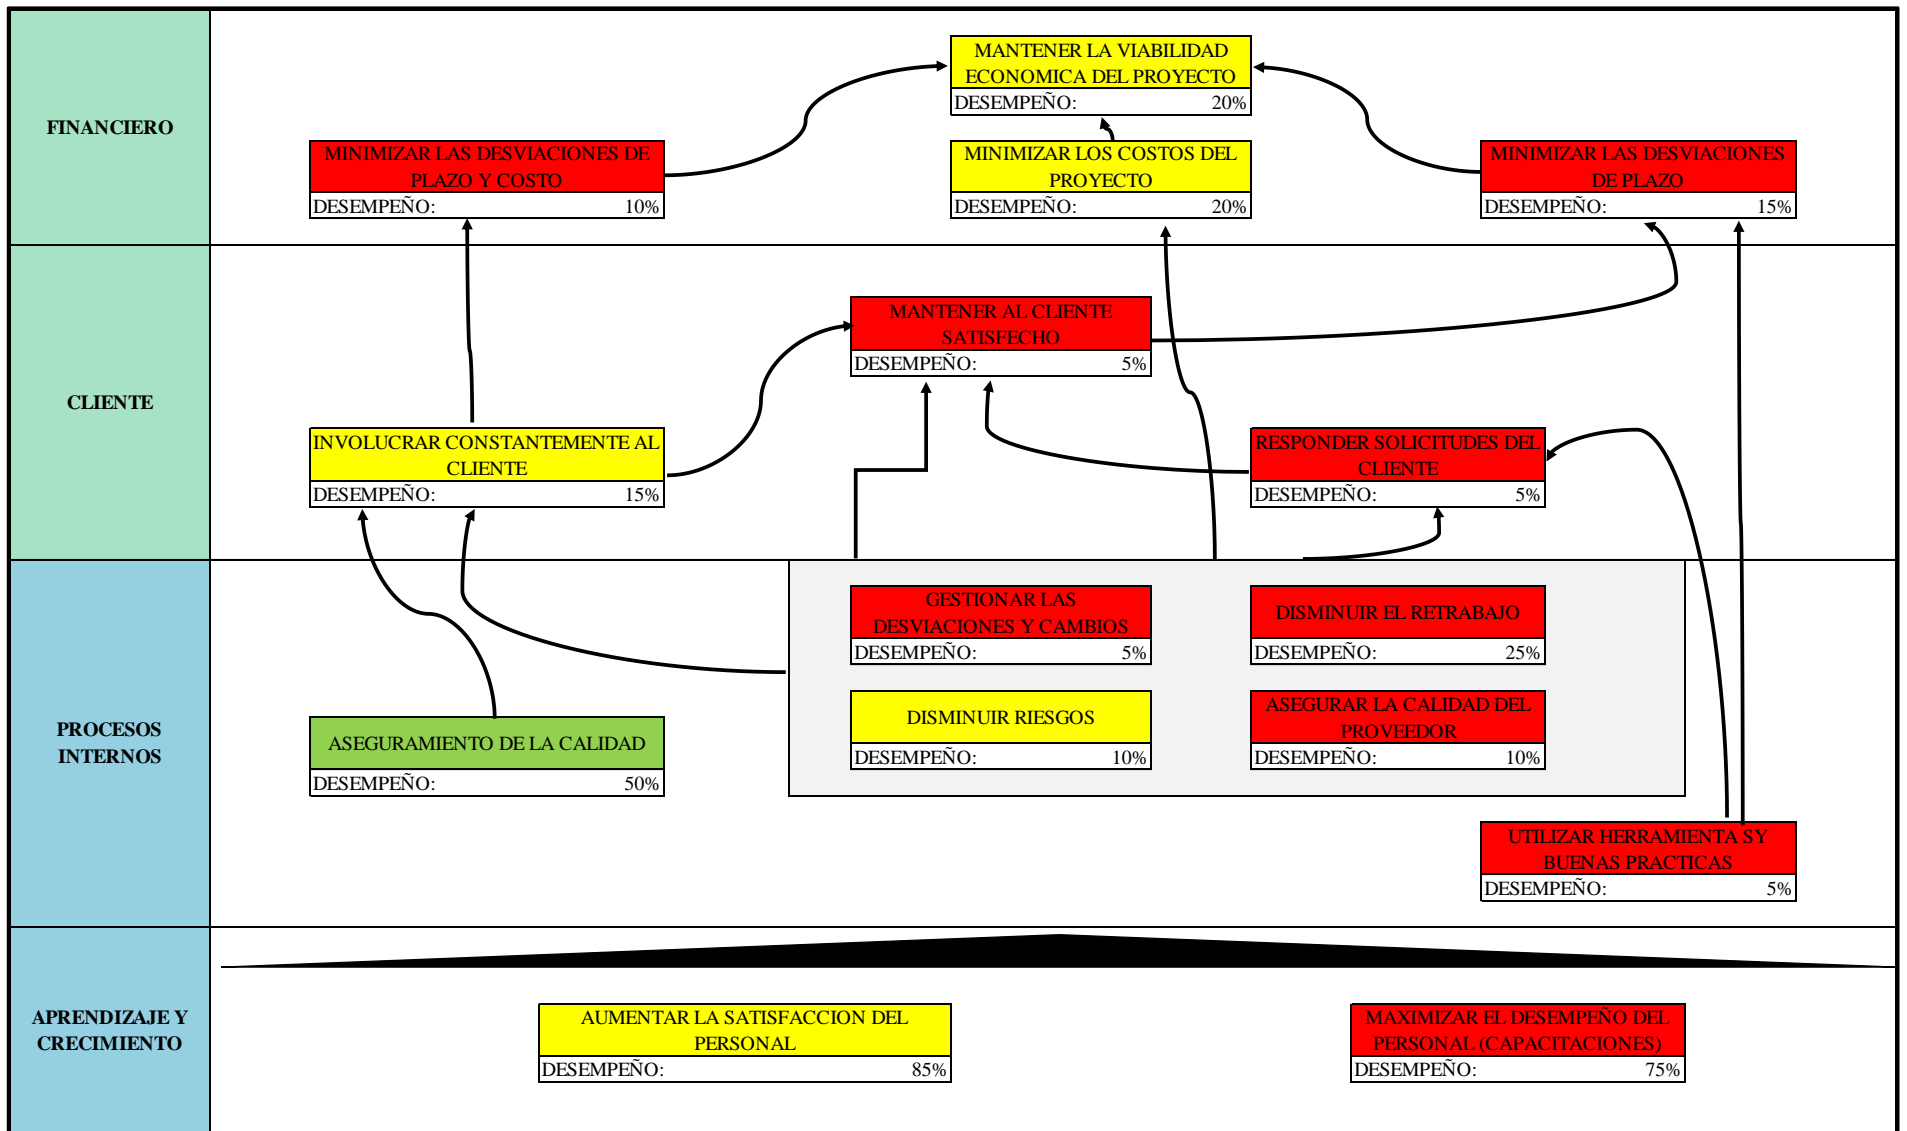 FINANCIERO
MANTENER LA VIABILIDAD
ECONOMICA DEL PROYECTO
DESEMPEÑO: 20%
MINIMIZAR LAS DESVIACIONES DE
PLAZO Y COSTO
DESEMPEÑO: 10%
MINIMIZAR LOS COSTOS DEL
PROYECTO
DESEMPEÑO: 20%
MINIMIZAR LAS DESVIACIONES
DE PLAZO
DESEMPEÑO: 15%
CLIENTE
MANTENER AL CLIENTE
SATISFECHO
DESEMPEÑO: 5%
INVOLUCRAR CONSTANTEMENTE AL
CLIENTE
DESEMPEÑO: 15%
RESPONDER SOLICITUDES DEL
CLIENTE
DESEMPEÑO: 5%
PROCESOS
INTERNOS
GESTIONAR LAS
DESVIACIONES Y CAMBIOS
DESEMPEÑO: 5%
DISMINUIR EL RETRABAJO
DESEMPEÑO: 25%
DISMINUIR RIESGOS
DESEMPEÑO: 10%
ASEGURAR LA CALIDAD DEL
PROVEEDOR
DESEMPEÑO: 10%
ASEGURAMIENTO DE LA CALIDAD
DESEMPEÑO: 50%
UTILIZAR HERRAMIENTA SY
BUENAS PRACTICAS
DESEMPEÑO: 5%
APRENDIZAJE Y
CRECIMIENTO
AUMENTAR LA SATISFACCION DEL
PERSONAL
DESEMPEÑO: 85%
MAXIMIZAR EL DESEMPEÑO DEL
PERSONAL (CAPACITACIONES)
DESEMPEÑO: 75%